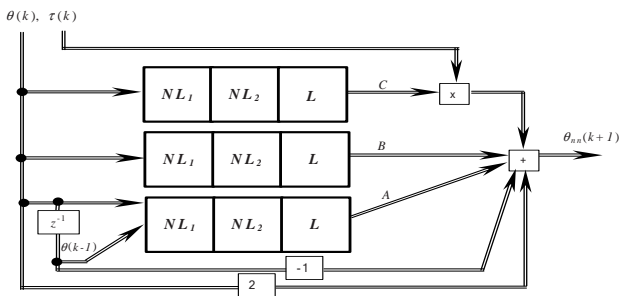 θ(k), τ(k)
NL₁ NL₂ L
C
x
NL₁ NL₂ L
B
+
θₙₙ(k+1)
A
z⁻¹
NL₁ NL₂ L
θ(k-1)
-1
2